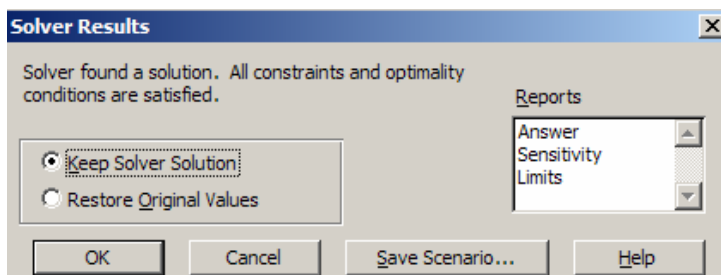 Solver Results
Solver found a solution. All constraints and optimality
conditions are satisfied.
Reports
Answer
Sensitivity
Limits
Keep Solver Solution
Restore Original Values
OK
Cancel
Save Scenario...
Help